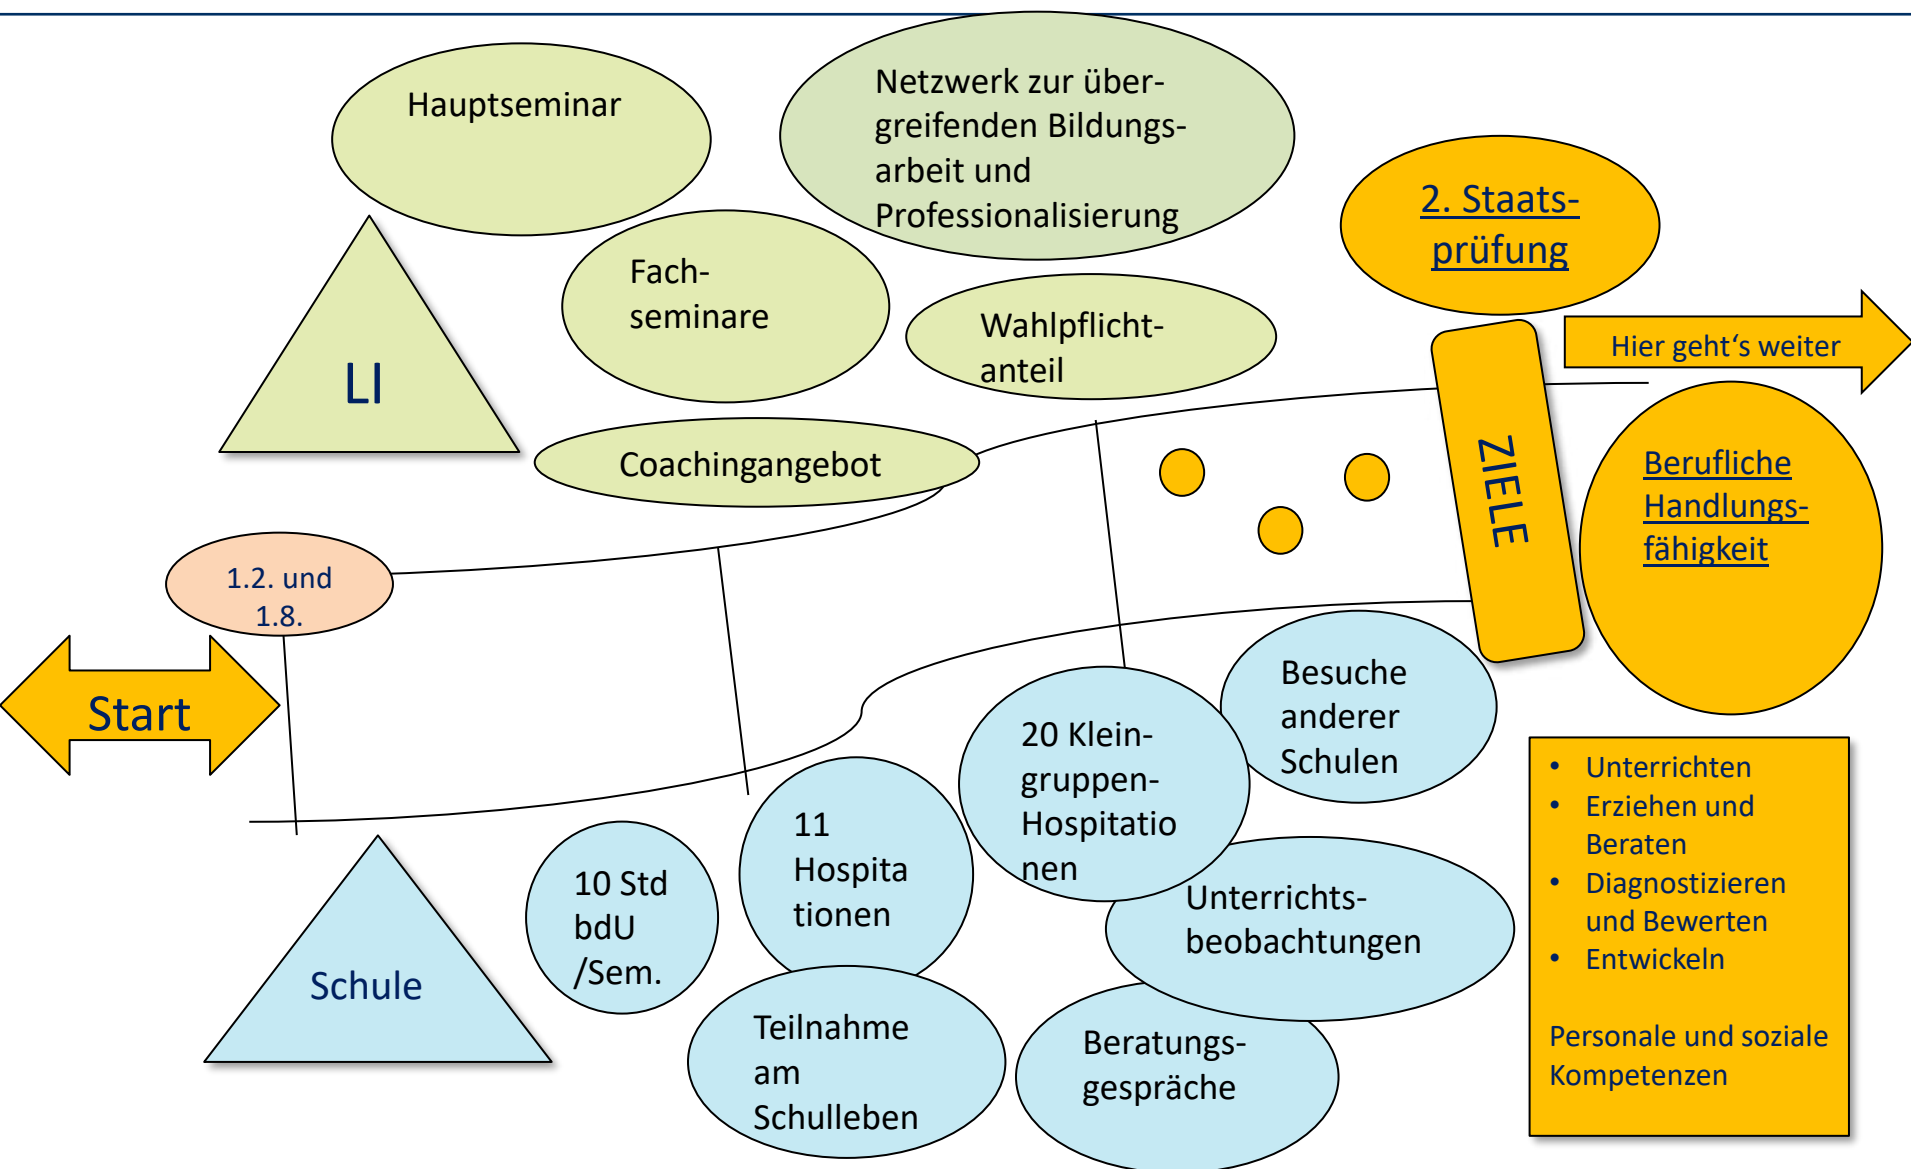 Hauptseminar
Netzwerk zur über-
greifenden Bildungs-
arbeit und
Professionalisierung
2. Staats-
prüfung
Fach-
seminare
Wahlpflicht-
anteil
Hier geht‘s weiter
LI
Coachingangebot
ZIELE
Berufliche
Handlungs-
fähigkeit
1.2. und
1.8.
Start
Besuche
anderer
Schulen
20 Klein-
gruppen-
Hospitatio
nen
11
Hospita
tionen
10 Std
bdU
/Sem.
Unterrichts-
beobachtungen
Schule
Teilnahme
am
Schulleben
Beratungs-
gespräche
• Unterrichten
• Erziehen und
Beraten
• Diagnostizieren
und Bewerten
• Entwickeln
Personale und soziale
Kompetenzen